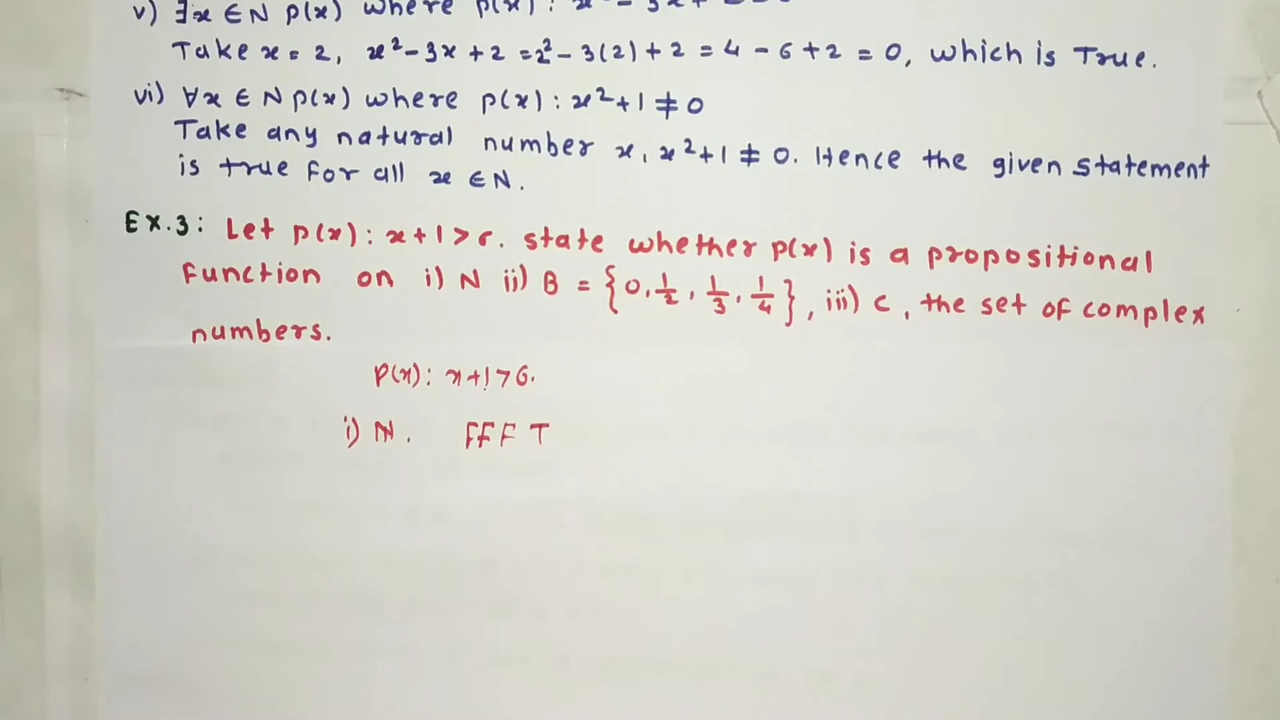 v) ∃x ∈ N p(x) where p(x) : x² - 3x +
Take x = 2, x² - 3x + 2 = 2² - 3(2) + 2 = 4 - 6 + 2 = 0, which is True.
vi) ∀x ∈ N p(x) where p(x) : x² + 1 ≠ 0
Take any natural number x, x² + 1 ≠ 0. Hence the given statement
is true for all x ∈ N.
Ex.3: Let p(x) : x + 1 > 6. state whether p(x) is a propositional
function on i) N ii) B = {0, 1/2, 1/3, 1/4}, iii) C, the set of complex
numbers.
P(x) : x + 1 > 6.
i) N. F F F T